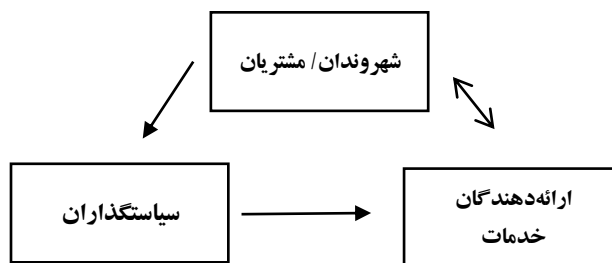 شهروندان/ مشتریان
سیاستگذاران
ارائه‌دهندگان
خدمات